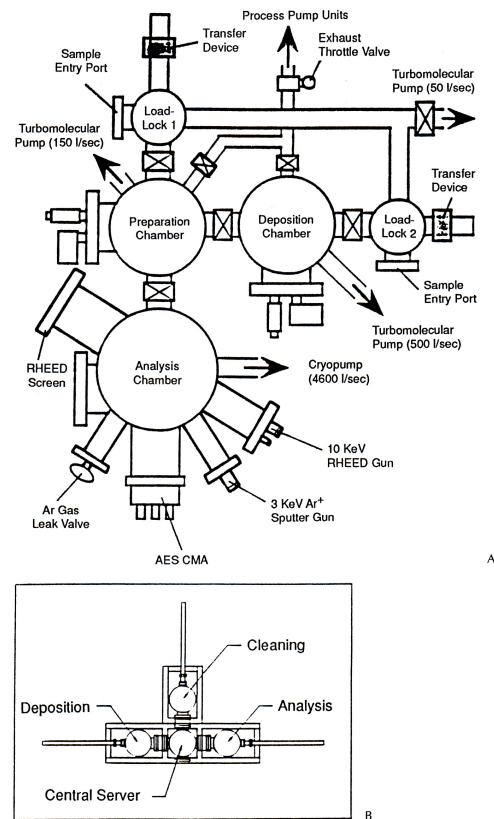 Transfer
Device
Process Pump Units
Exhaust
Throttle Valve
Sample
Entry Port
Turbomolecular
Pump (50 l/sec)
Load-
Lock 1
Turbomolecular
Pump (150 l/sec)
Transfer
Device
Preparation
Chamber
Deposition
Chamber
Load-
Lock 2
Sample
Entry Port
Turbomolecular
Pump (500 l/sec)
RHEED
Screen
Analysis
Chamber
Cryopump
(4600 l/sec)
10 KeV
RHEED Gun
3 KeV Ar+
Sputter Gun
Ar Gas
Leak Valve
AES CMA
A
Cleaning
Deposition
Analysis
Central Server
B